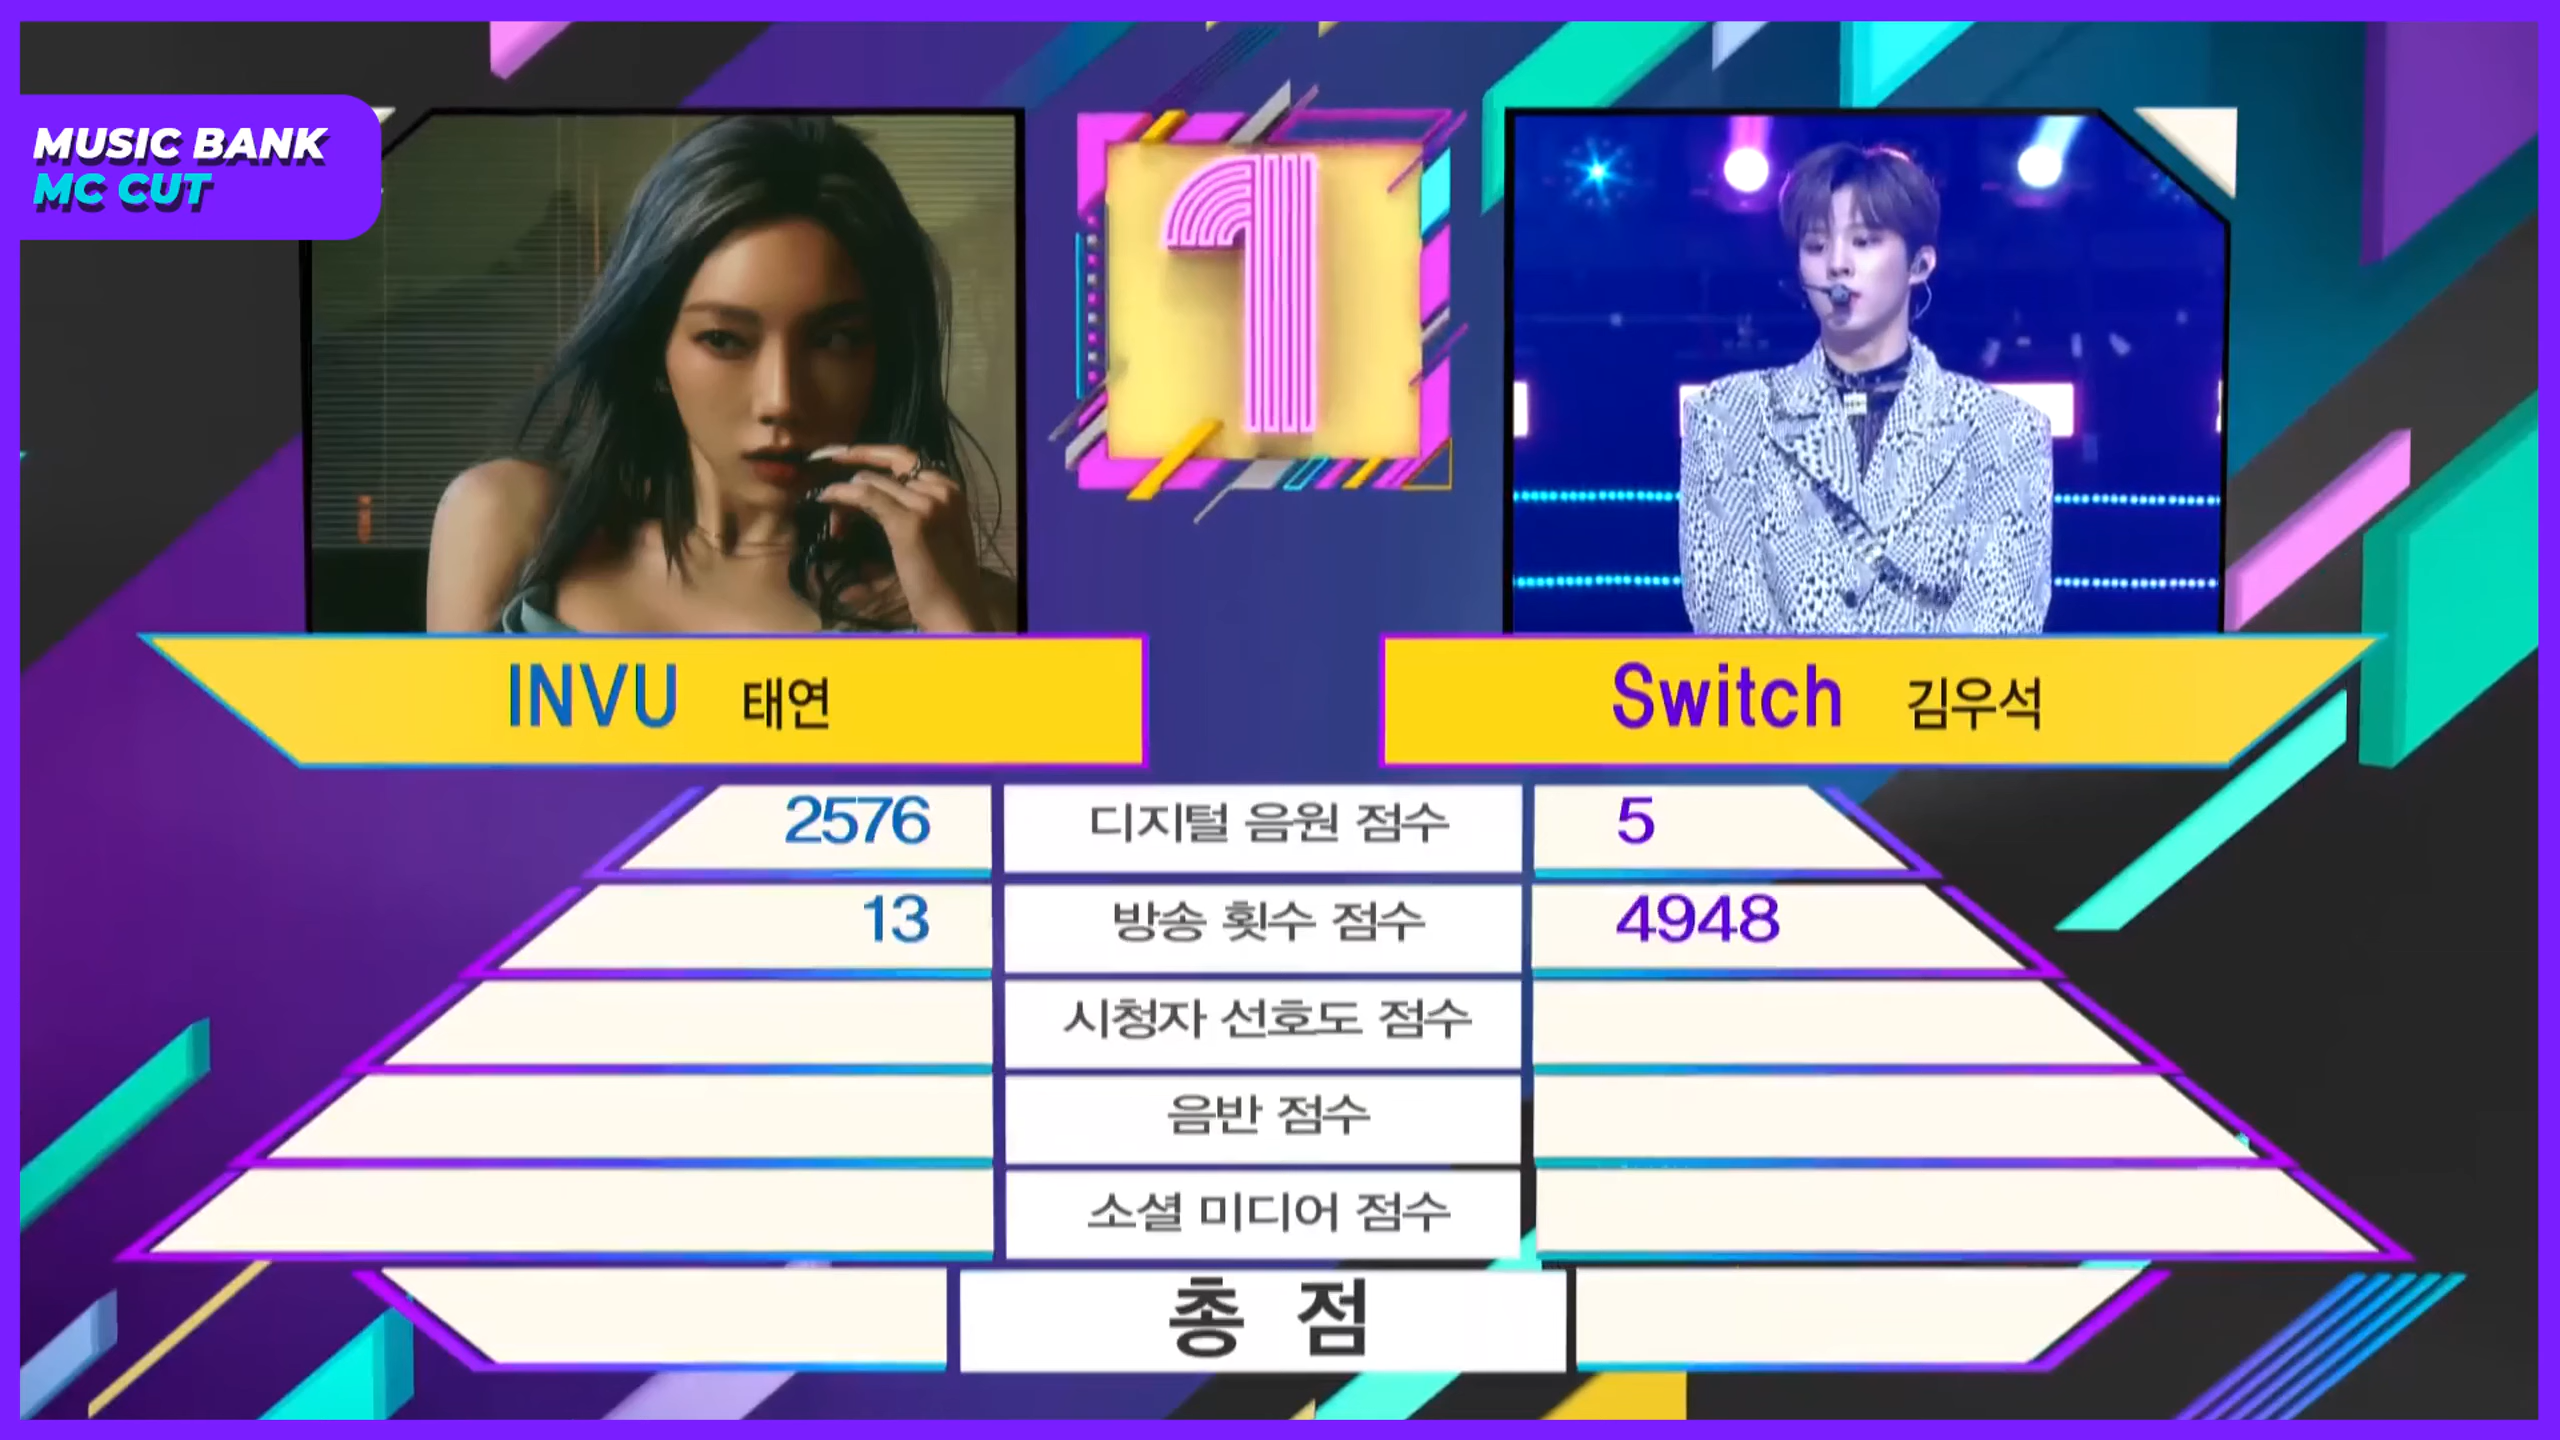 MUSIC BANK
MC CUT
1
INVU 태연
Switch 김우석
2576 디지털 음원 점수 5
13 방송 횟수 점수 4948
시청자 선호도 점수
음반 점수
소셜 미디어 점수
총 점